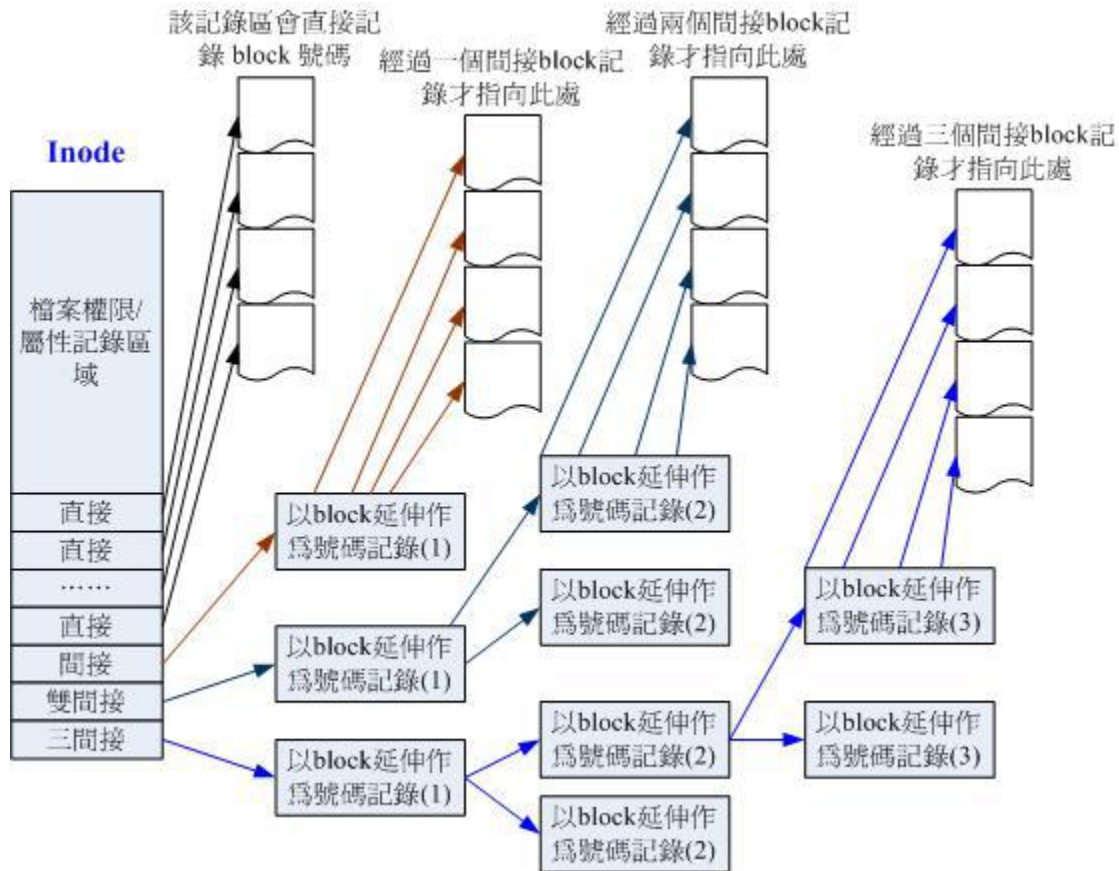 該記錄區會直接記
錄 block 號碼
經過一個間接block記
錄才指向此處
經過兩個間接block記
錄才指向此處
經過三個間接block記
錄才指向此處
Inode
檔案權限/
屬性記錄區
域
直接
直接
……
直接
間接
雙間接
三間接
以block延伸作
爲號碼記錄(1)
以block延伸作
爲號碼記錄(1)
以block延伸作
爲號碼記錄(1)
以block延伸作
爲號碼記錄(2)
以block延伸作
爲號碼記錄(2)
以block延伸作
爲號碼記錄(2)
以block延伸作
爲號碼記錄(2)
以block延伸作
爲號碼記錄(3)
以block延伸作
爲號碼記錄(3)